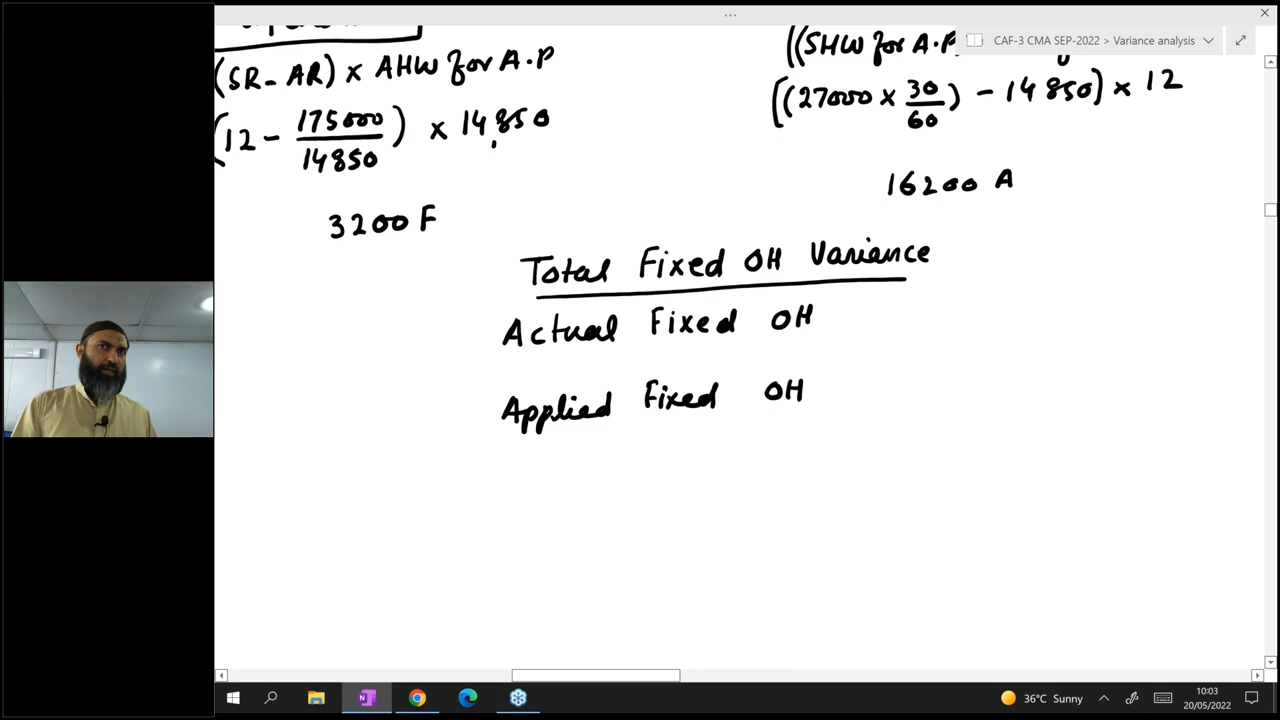 CAF-3 CMA SEP-2022 > Variance analysis
(SR - AR) × AHW for A.P
(12 - 175000/14850) × 14,850
3200 F
((SHW for A.P
((27000 × 30/60) - 14850) × 12
16200 A
Total Fixed OH Variance
Actual Fixed OH
Applied Fixed OH
36°C Sunny
10:03
20/05/2022